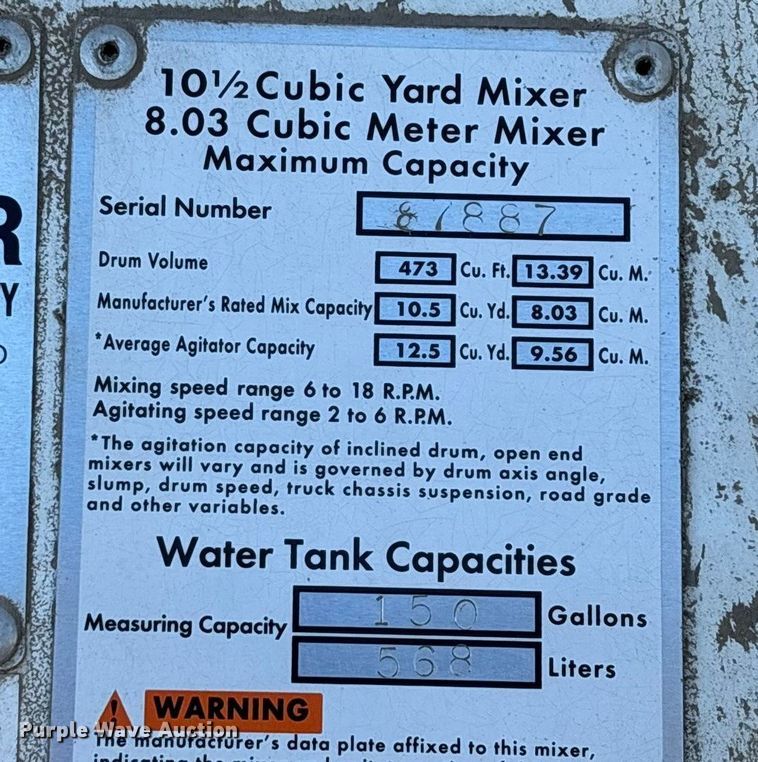 10½ Cubic Yard Mixer
8.03 Cubic Meter Mixer
Maximum Capacity
Serial Number
Drum Volume 473 Cu. Ft. 13.39 Cu. M.
Manufacturer's Rated Mix Capacity 10.5 Cu. Yd. 8.03 Cu. M.
*Average Agitator Capacity 12.5 Cu. Yd. 9.56 Cu. M.
Mixing speed range 6 to 18 R.P.M.
Agitating speed range 2 to 6 R.P.M.
*The agitation capacity of inclined drum, open end
mixers will vary and is governed by drum axis angle,
slump, drum speed, truck chassis suspension, road grade
and other variables.
Water Tank Capacities
Measuring Capacity 150 Gallons
568 Liters
WARNING
The manufacturer's data plate affixed to this mixer,
R
Y
Purple Wave Auction